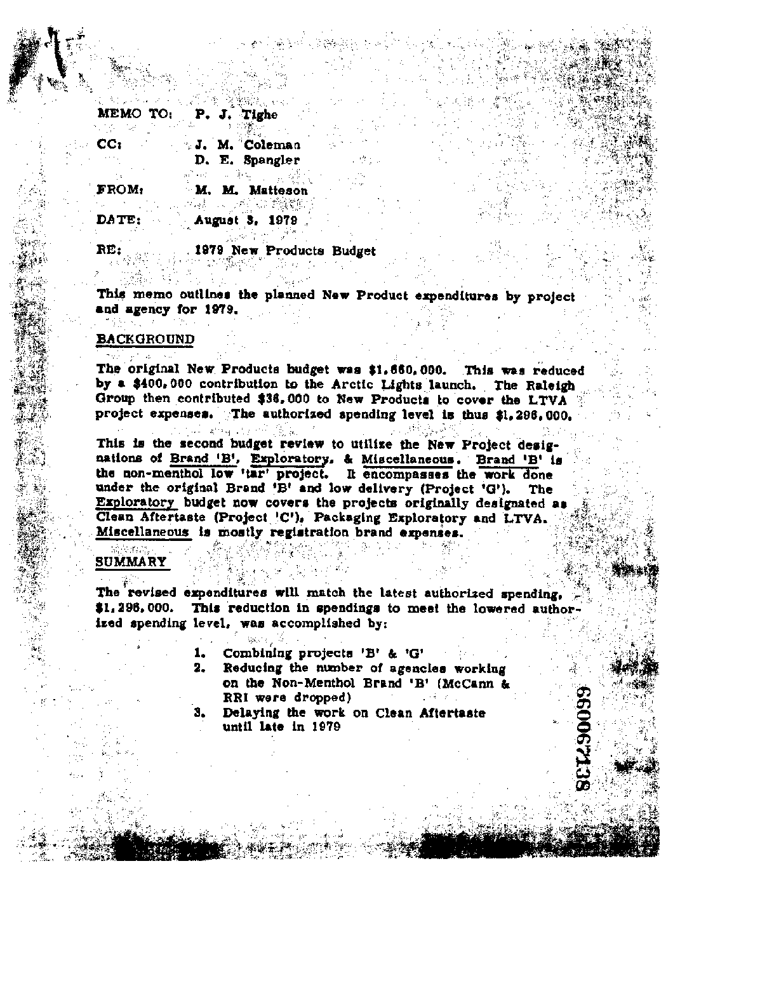 MEMO TO: P. J. Tighe
CC: J. M. Coleman
D. E. Spangler
FROM: M. M. Matteson
DATE: August 3, 1979
RE: 1979 New Products Budget
This memo outlines the planned New Product expenditures by project
and agency for 1979.
BACKGROUND
The original New Products budget was $1,660,000. This was reduced
by a $400,000 contribution to the Arctic Lights launch. The Raleigh
Group then contributed $36,000 to New Products to cover the LTVA
project expenses. The authorized spending level is thus $1,296,000.
This is the second budget review to utilize the New Project desig-
nations of Brand 'B', Exploratory, & Miscellaneous. Brand 'B' is
the non-menthol low 'tar' project. It encompasses the work done
under the original Brand 'B' and low delivery (Project 'G'). The
Exploratory budget now covers the projects originally designated as
Clean Aftertaste (Project 'C'), Packaging Exploratory and LTVA.
Miscellaneous is mostly registration brand expenses.
SUMMARY
The revised expenditures will match the latest authorized spending,
$1,296,000. This reduction in spendings to meet the lowered author-
ized spending level, was accomplished by:
1. Combining projects 'B' & 'G'
2. Reducing the number of agencies working
on the Non-Menthol Brand 'B' (McCann &
RRI were dropped)
3. Delaying the work on Clean Aftertaste
until late in 1979
660067138